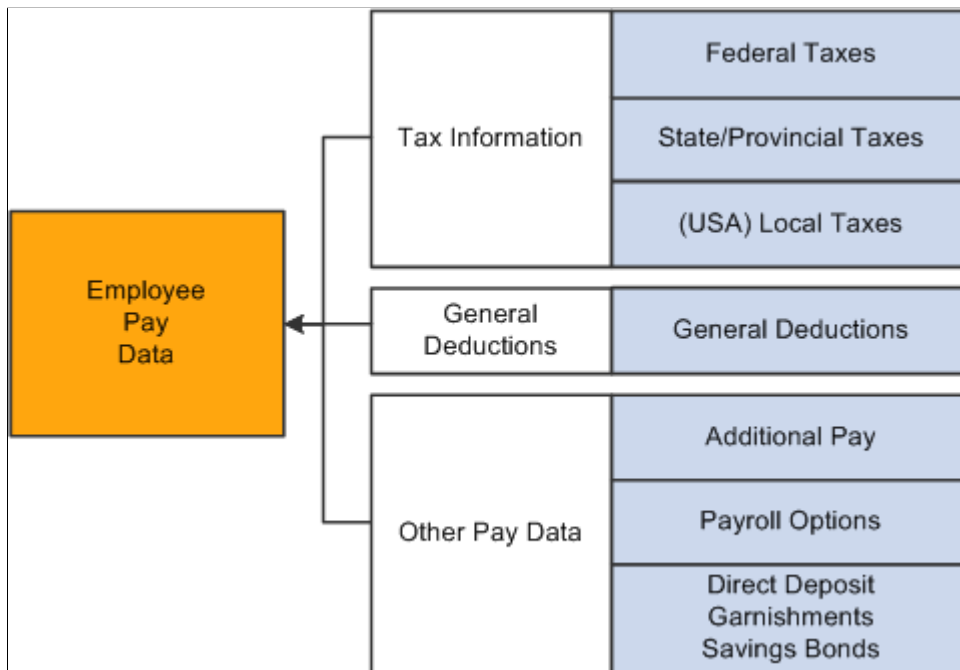 Employee
Pay
Data
Tax Information
Federal Taxes
State/Provincial Taxes
(USA) Local Taxes
General
Deductions
General Deductions
Other Pay Data
Additional Pay
Payroll Options
Direct Deposit
Garnishments
Savings Bonds